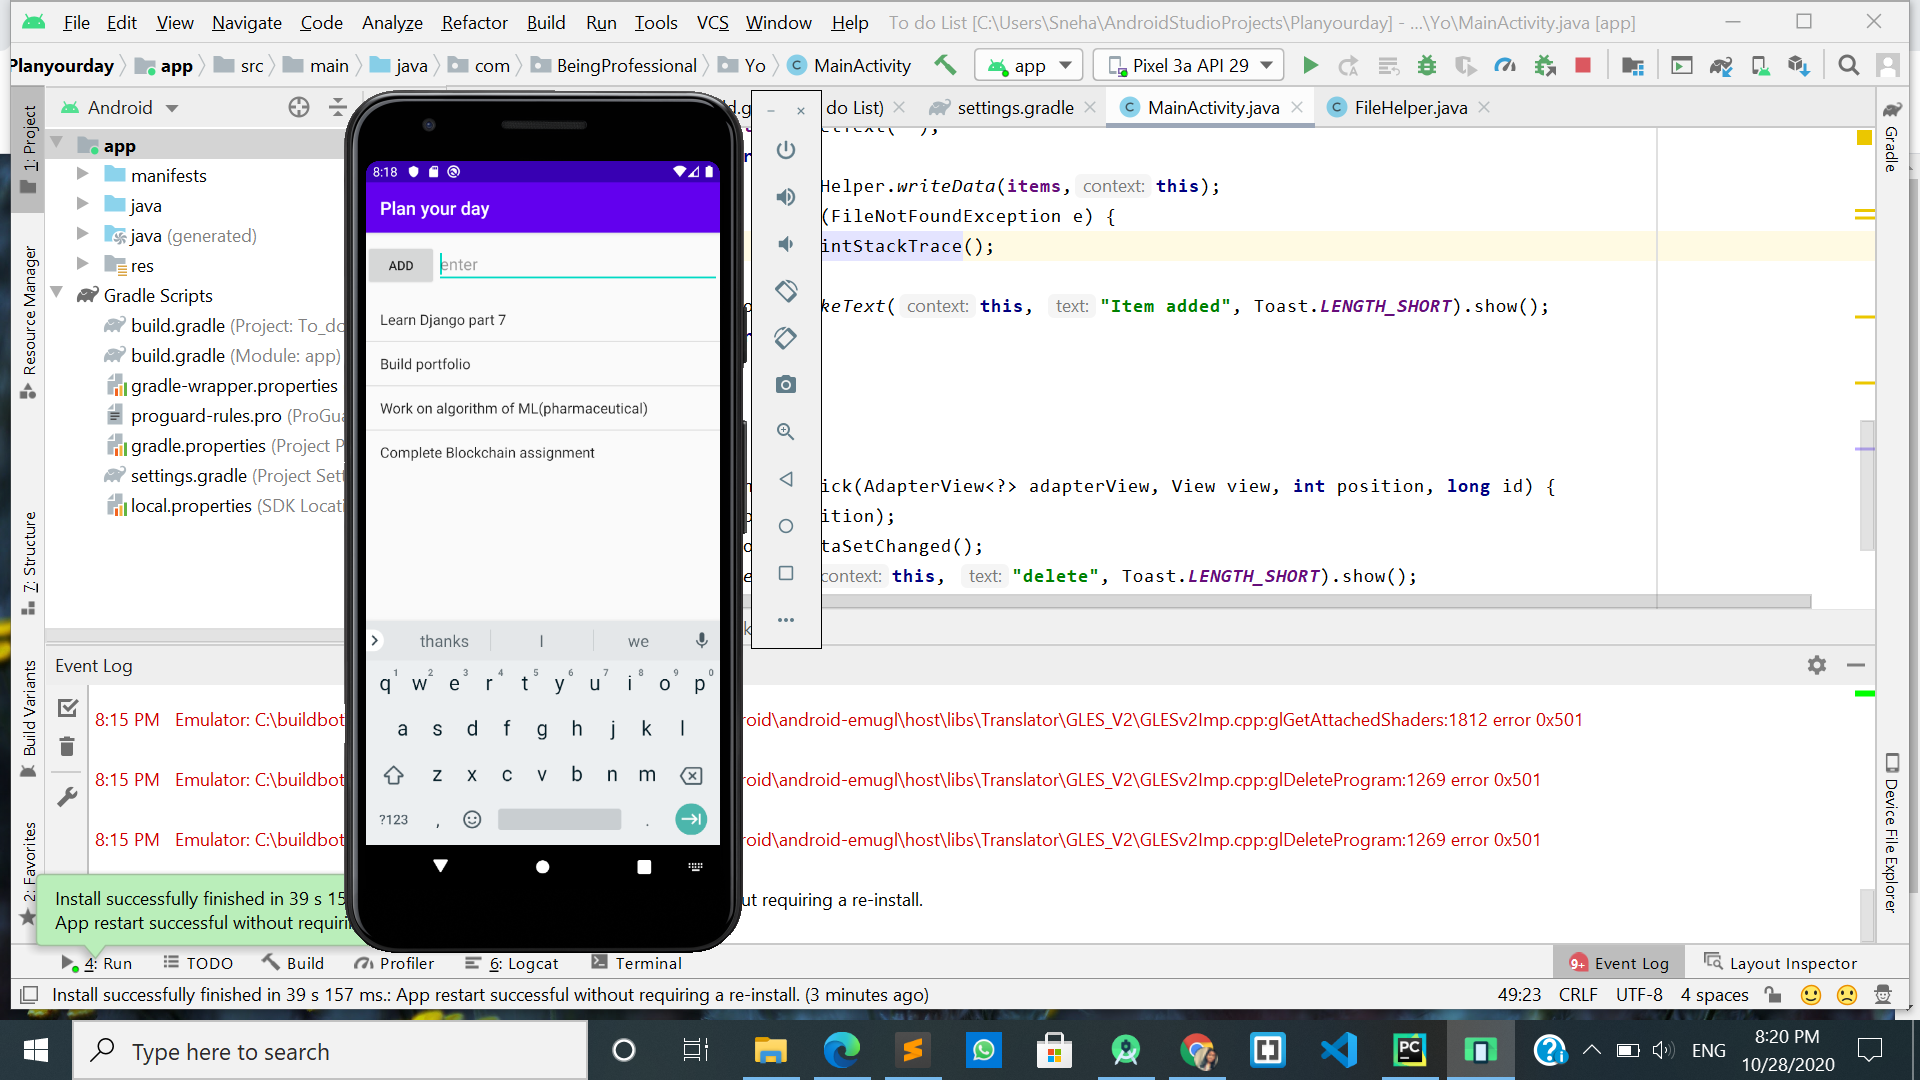 File Edit View Navigate Code Analyze Refactor Build Run Tools VCS Window Help To do List [C:\Users\Sneha\AndroidStudioProjects\Planyourday] - ...\Yo\MainActivity.java [app]
Planyourday app src main java com BeingProfessional Yo MainActivity app Pixel 3a API 29
Android
do List) settings.gradle MainActivity.java FileHelper.java
1: Project
Resource Manager
7: Structure
Build Variants
2: Favorites
app
manifests
java
java (generated)
res
Gradle Scripts
build.gradle (Project: To_do
build.gradle (Module: app)
gradle-wrapper.properties
proguard-rules.pro (ProGua
gradle.properties (Project P
settings.gradle (Project Sett
local.properties (SDK Locati
8:18
Plan your day
ADD enter
Learn Django part 7
Build portfolio
Work on algorithm of ML(pharmaceutical)
Complete Blockchain assignment
thanks I we
q1 w2 e3 r4 t5 y6 u7 i8 o9 p0
a s d f g h j k l
z x c v b n m
?123 , .
Helper.writeData(items, context: this);
(FileNotFoundException e) {
intStackTrace();
keText( context: this, text: "Item added", Toast.LENGTH_SHORT).show();
ick(AdapterView<?> adapterView, View view, int position, long id) {
ition);
taSetChanged();
context: this, text: "delete", Toast.LENGTH_SHORT).show();
Gradle
Device File Explorer
Event Log
8:15 PM Emulator: C:\buildbot roid\android-emugl\host\libs\Translator\GLES_V2\GLESv2Imp.cpp:glGetAttachedShaders:1812 error 0x501
8:15 PM Emulator: C:\buildbot roid\android-emugl\host\libs\Translator\GLES_V2\GLESv2Imp.cpp:glDeleteProgram:1269 error 0x501
8:15 PM Emulator: C:\buildbot roid\android-emugl\host\libs\Translator\GLES_V2\GLESv2Imp.cpp:glDeleteProgram:1269 error 0x501
ut requiring a re-install.
Install successfully finished in 39 s 15
App restart successful without requiri
4: Run TODO Build Profiler 6: Logcat Terminal 9+ Event Log Layout Inspector
Install successfully finished in 39 s 157 ms.: App restart successful without requiring a re-install. (3 minutes ago) 49:23 CRLF UTF-8 4 spaces
Type here to search
PC
ENG
8:20 PM
10/28/2020